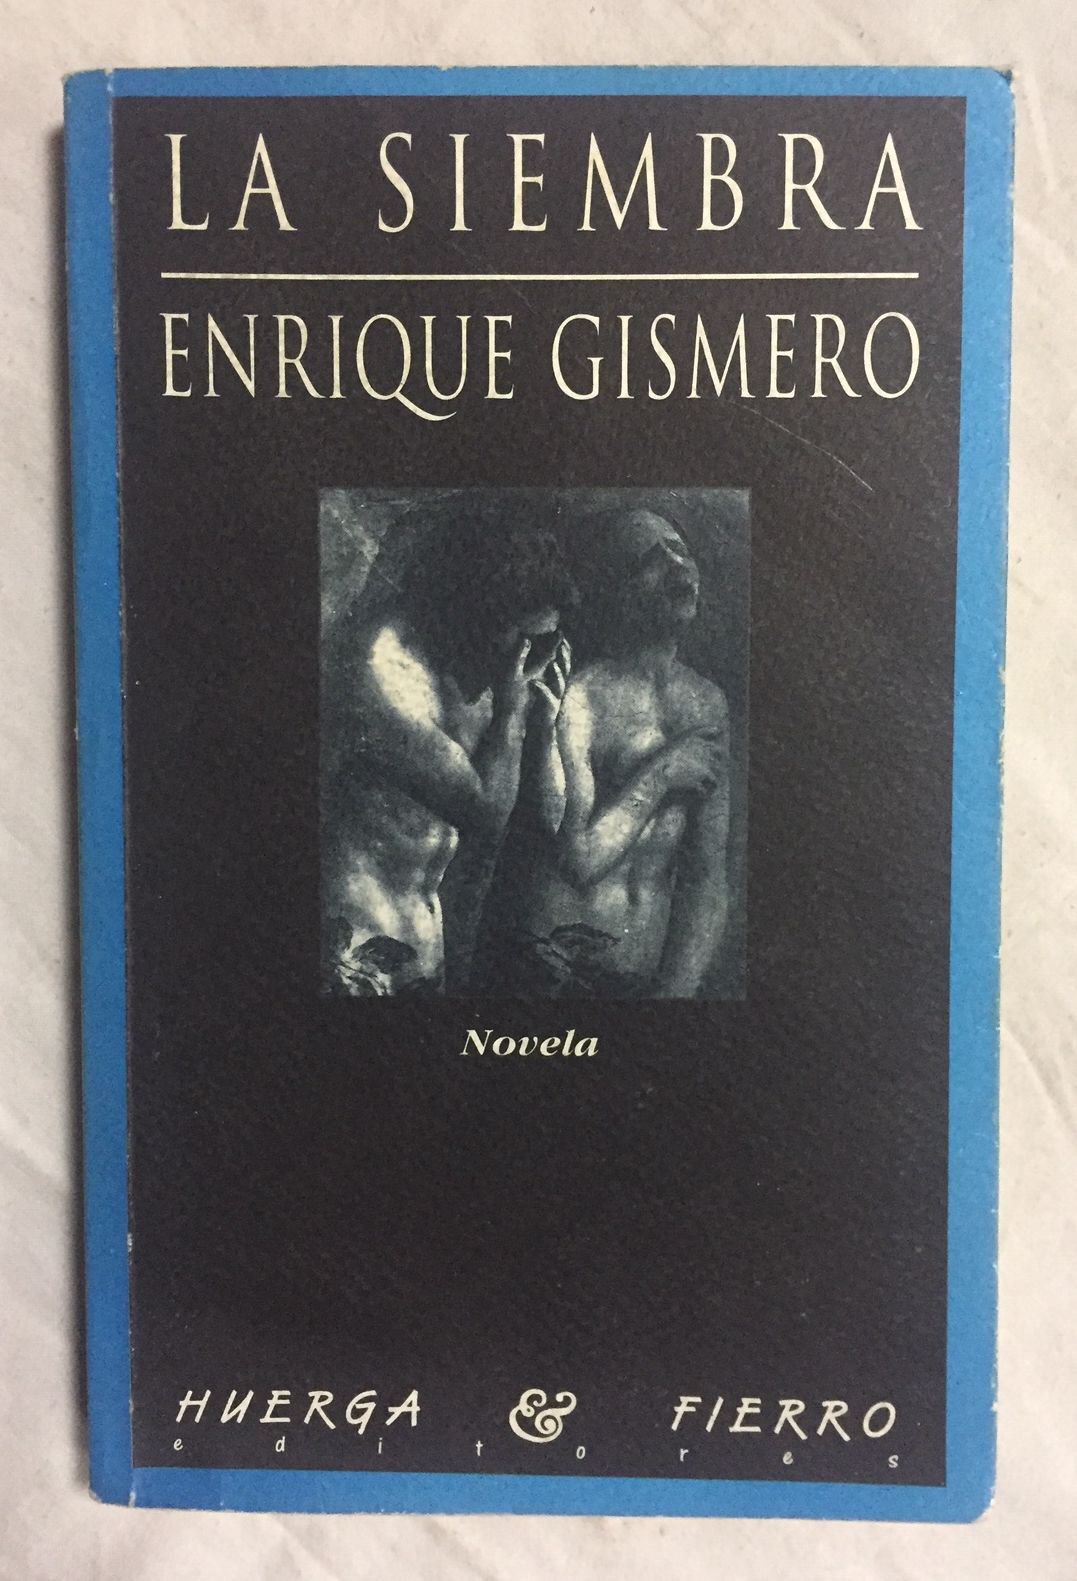 LA SIEMBRA
ENRIQUE GISMERO
Novela
HUERGA & FIERRO
editores